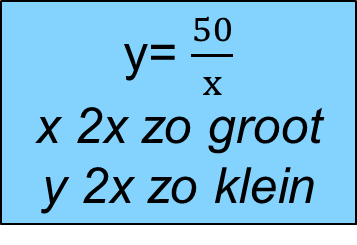 y= 50/x
x 2x zo groot
y 2x zo klein